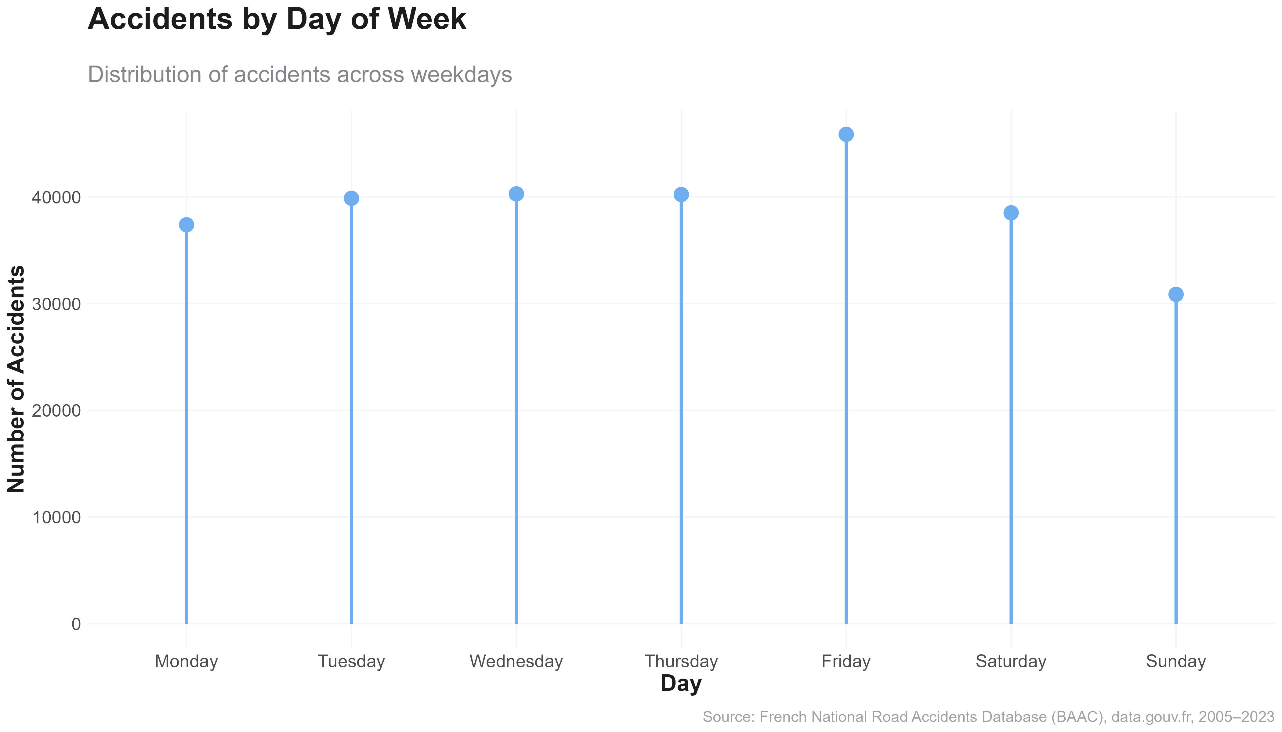 Accidents by Day of Week
Distribution of accidents across weekdays
Number of Accidents
40000
30000
20000
10000
0
Monday Tuesday Wednesday Thursday Friday Saturday Sunday
Day
Source: French National Road Accidents Database (BAAC), data.gouv.fr, 2005–2023